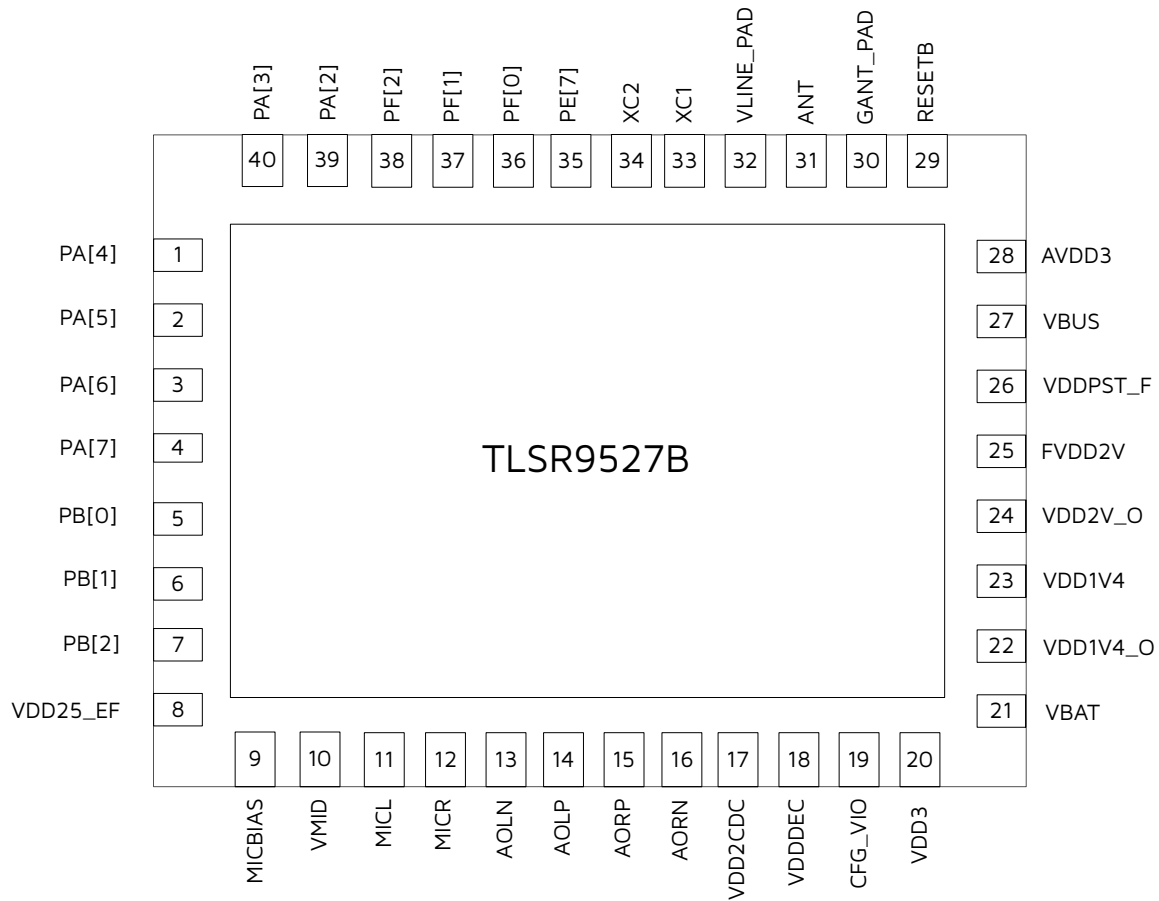 PA[3] PA[2] PF[2] PF[1] PF[0] PE[7] XC2 XC1 VLINE_PAD ANT GANT_PAD RESETB
40 39 38 37 36 35 34 33 32 31 30 29
PA[4] 1 28 AVDD3
PA[5] 2 27 VBUS
PA[6] 3 26 VDDPST_F
PA[7] 4 25 FVDD2V
TLSR9527B
PB[0] 5 24 VDD2V_O
PB[1] 6 23 VDD1V4
PB[2] 7 22 VDD1V4_O
VDD25_EF 8 21 VBAT
9 10 11 12 13 14 15 16 17 18 19 20
MICBIAS VMID MICL MICR AOLN AOLP AORP AORN VDD2CDC VDDDEC CFG_VIO VDD3